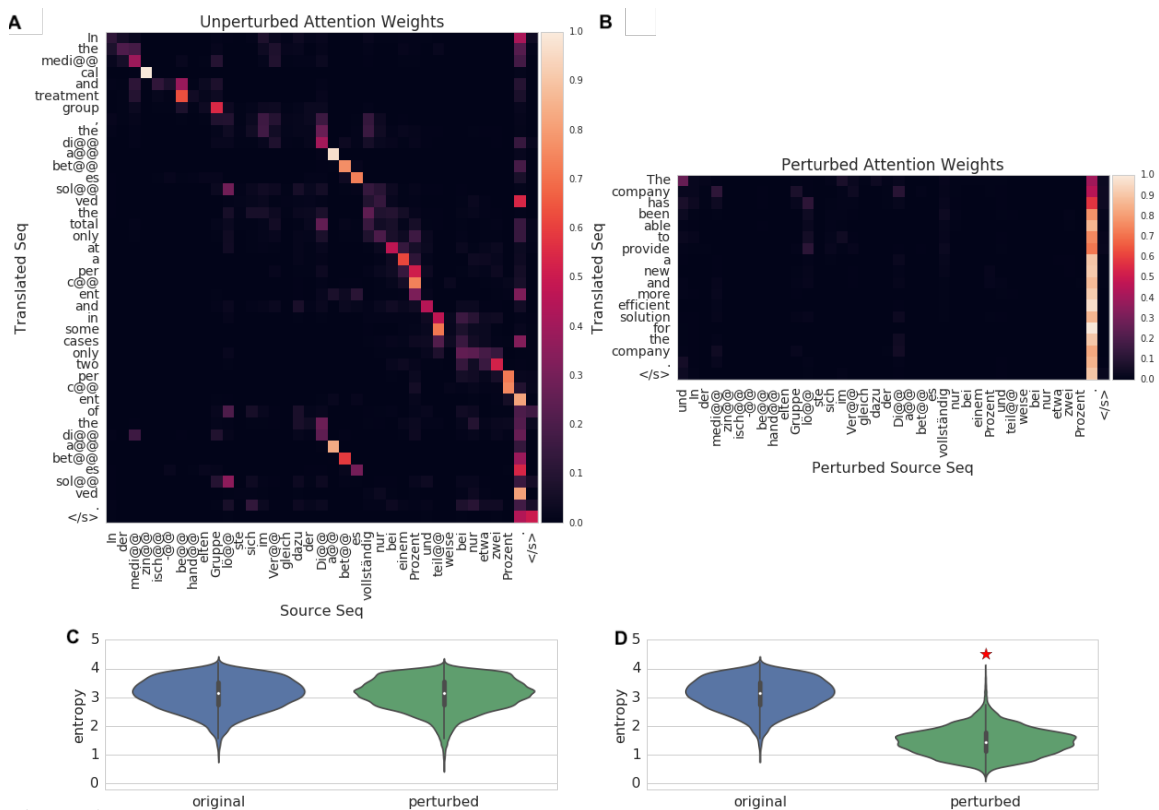 A
Unperturbed Attention Weights
Translated Seq
In
the
medi@@
cal
and
treatment
group
,
the
di@@
a@@
bet@@
es
sol@@
ved
the
total
only
at
a
per
c@@
ent
and
in
some
cases
only
two
per
c@@
ent
of
the
di@@
a@@
bet@@
es
sol@@
ved
.
</s>
1.0
0.9
0.8
0.7
0.6
0.5
0.4
0.3
0.2
0.1
0.0
In
der
medi@@
zin@@
isch@@
-@@
be@@
hand@@
elten
Gruppe
lö@@
ste
sich
im
Ver@@
gleich
dazu
der
Di@@
a@@
bet@@
es
vollständig
nur
bei
einem
Prozent
und
teil@@
weise
bei
nur
etwa
zwei
Prozent
.
</s>
Source Seq
B
Perturbed Attention Weights
Translated Seq
The
company
has
been
able
to
provide
a
new
and
more
efficient
solution
for
the
company
.
</s>
1.0
0.9
0.8
0.7
0.6
0.5
0.4
0.3
0.2
0.1
0.0
und
In
der
medi@@
zin@@
isch@@
-@@
be@@
hand@@
elten
Gruppe
lö@@
ste
sich
im
Ver@@
gleich
dazu
der
Di@@
a@@
bet@@
es
vollständig
nur
bei
einem
Prozent
und
teil@@
weise
bei
nur
etwa
zwei
Prozent
.
</s>
Perturbed Source Seq
C
entropy
5
4
3
2
1
0
original
perturbed
D
entropy
5
4
3
2
1
0
original
perturbed